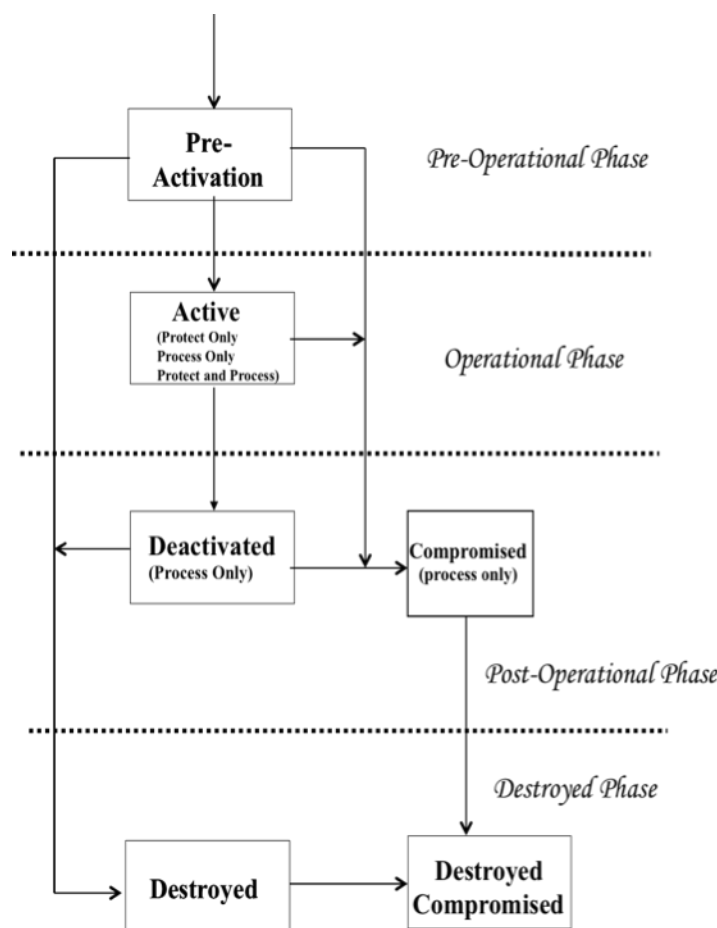 Pre-
Activation
Pre-Operational Phase
Active
(Protect Only
Process Only
Protect and Process)
Operational Phase
Deactivated
(Process Only)
Compromised
(process only)
Post-Operational Phase
Destroyed Phase
Destroyed
Destroyed
Compromised